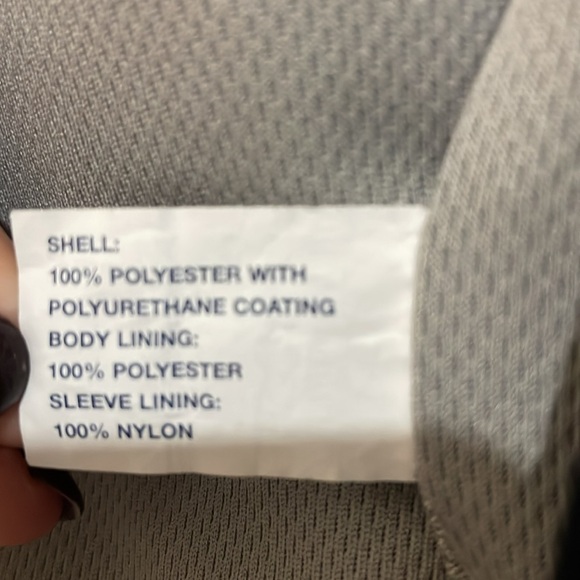 SHELL:
100% POLYESTER WITH
POLYURETHANE COATING
BODY LINING:
100% POLYESTER
SLEEVE LINING:
100% NYLON